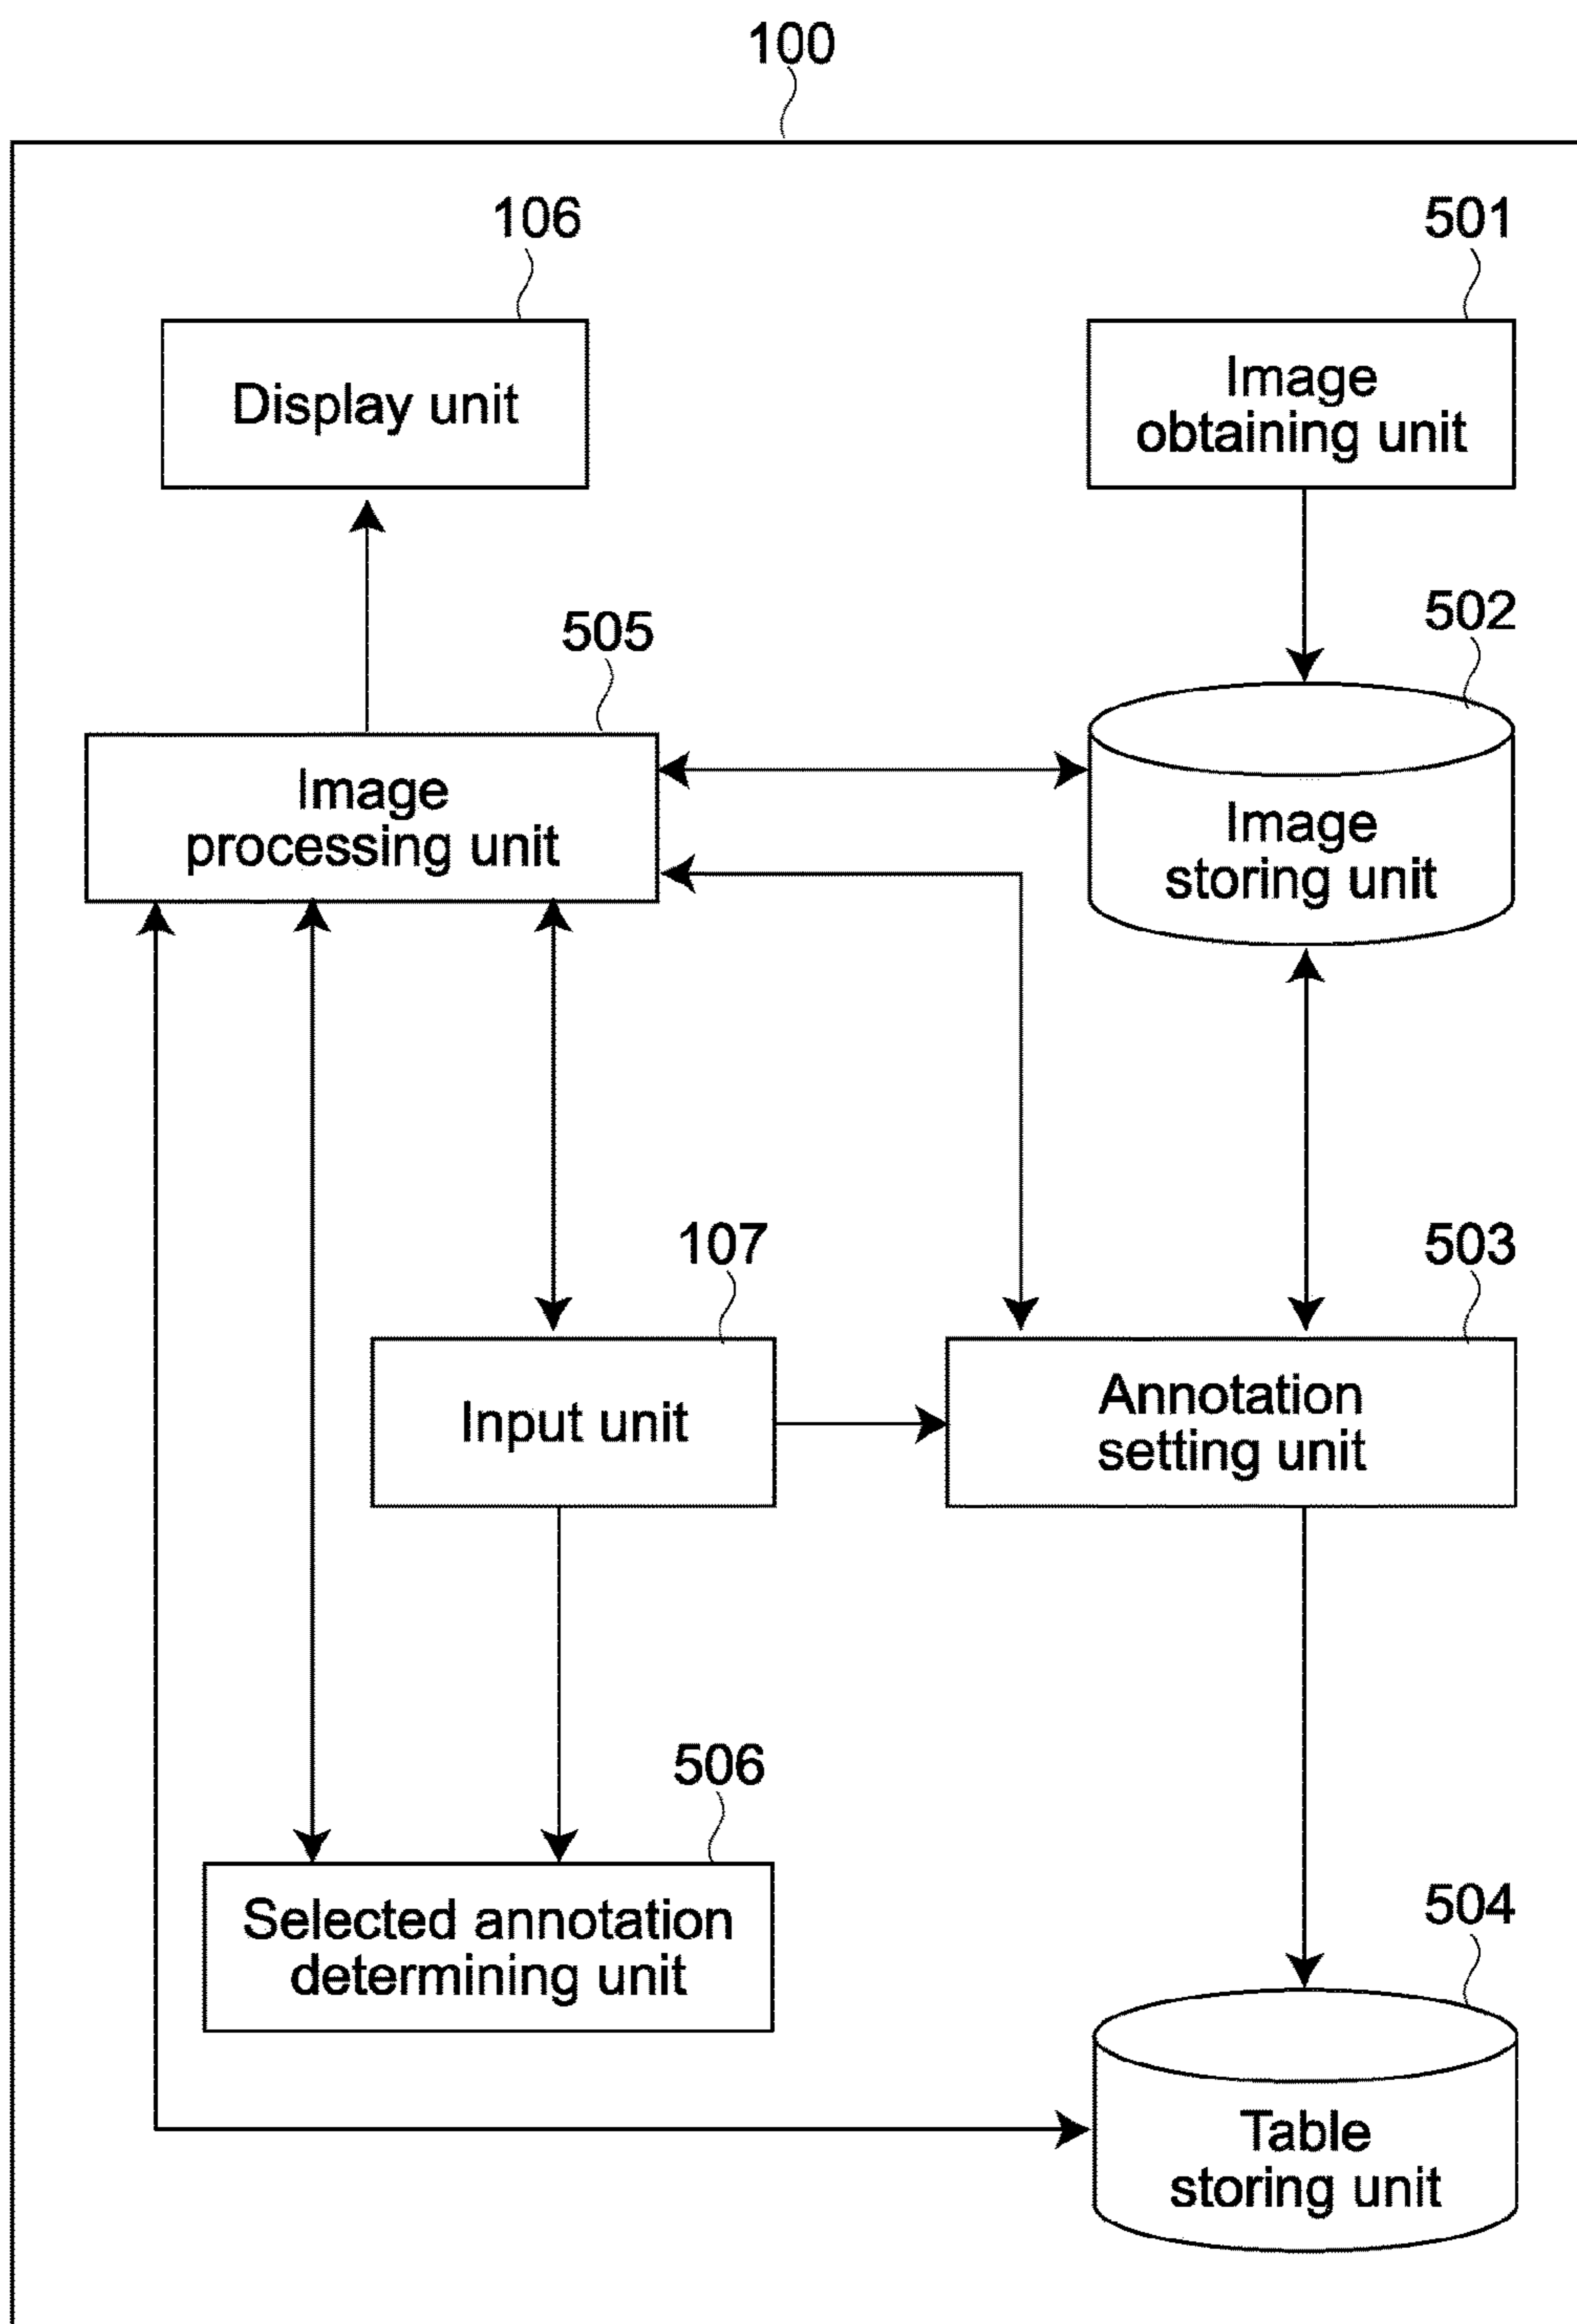 100
106
Display unit
501
Image
obtaining unit
505
Image
processing unit
502
Image
storing unit
107
Input unit
503
Annotation
setting unit
506
Selected annotation
determining unit
504
Table
storing unit